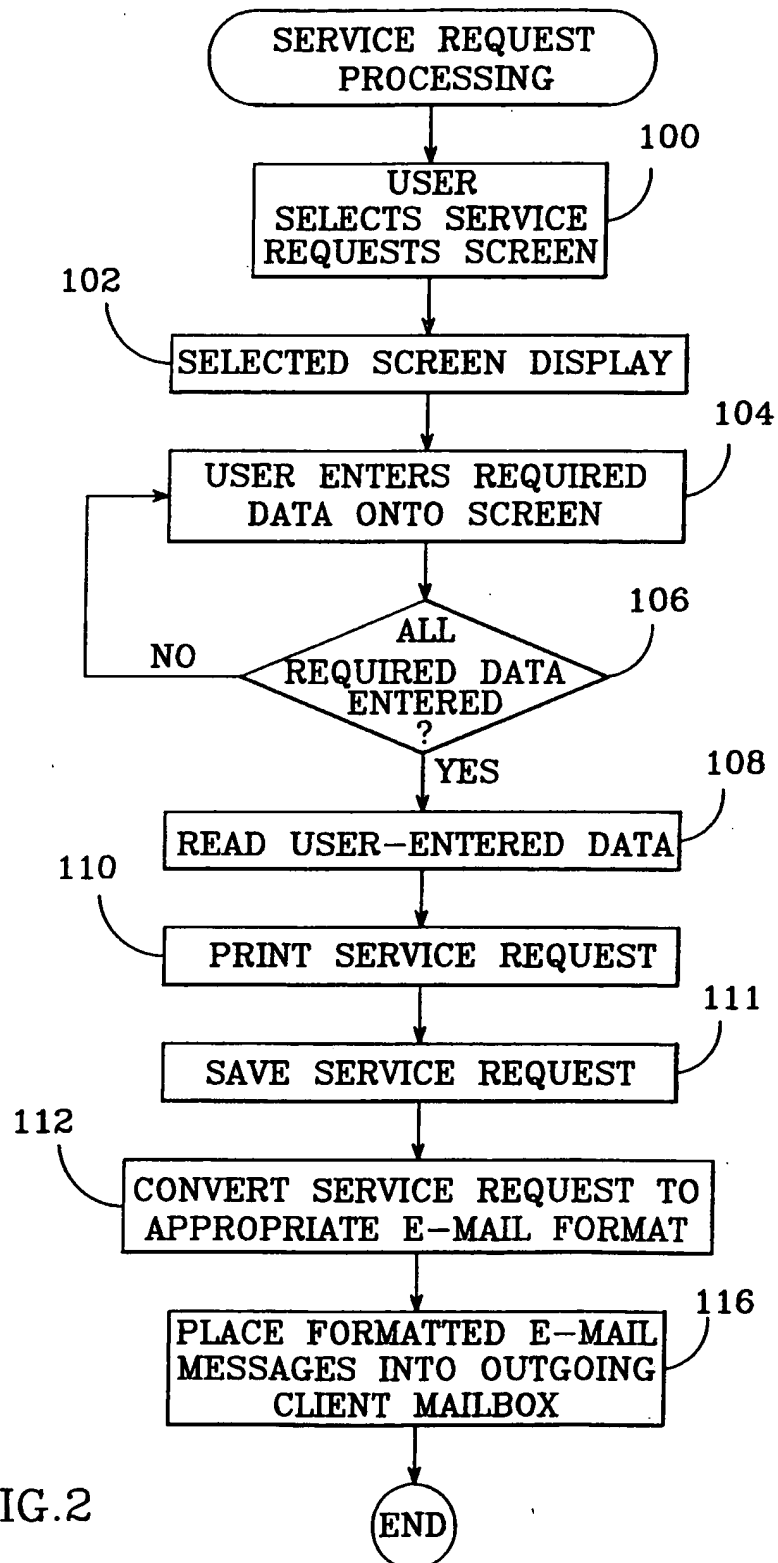 SERVICE REQUEST
PROCESSING
100
USER
SELECTS SERVICE
REQUESTS SCREEN
102
SELECTED SCREEN DISPLAY
104
USER ENTERS REQUIRED
DATA ONTO SCREEN
106
ALL
REQUIRED DATA
ENTERED
?
NO
YES
108
READ USER-ENTERED DATA
110
PRINT SERVICE REQUEST
111
SAVE SERVICE REQUEST
112
CONVERT SERVICE REQUEST TO
APPROPRIATE E-MAIL FORMAT
116
PLACE FORMATTED E-MAIL
MESSAGES INTO OUTGOING
CLIENT MAILBOX
END
IG.2